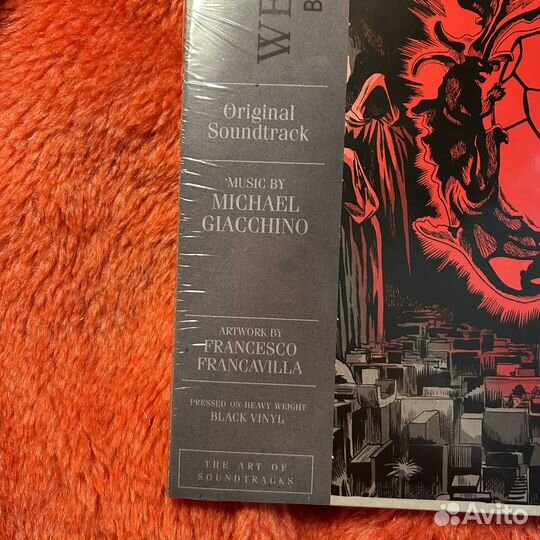 WE
B
Original
Soundtrack
MUSIC BY
MICHAEL
GIACCHINO
ARTWORK BY
FRANCESCO
FRANCAVILLA
PRESSED ON HEAVY WEIGHT
BLACK VINYL
THE ART OF
SOUNDTRACKS
Avito